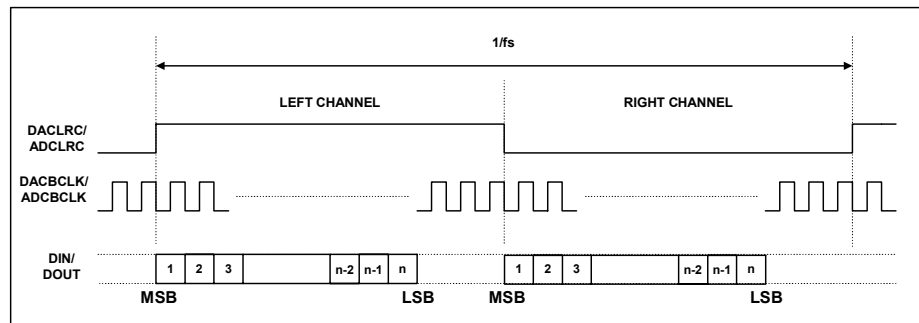 1/fs
LEFT CHANNEL RIGHT CHANNEL
DACLRC/
ADCLRC
DACBCLK/
ADCBCLK
DIN/
DOUT
1 2 3 n-2 n-1 n 1 2 3 n-2 n-1 n
MSB LSB MSB LSB